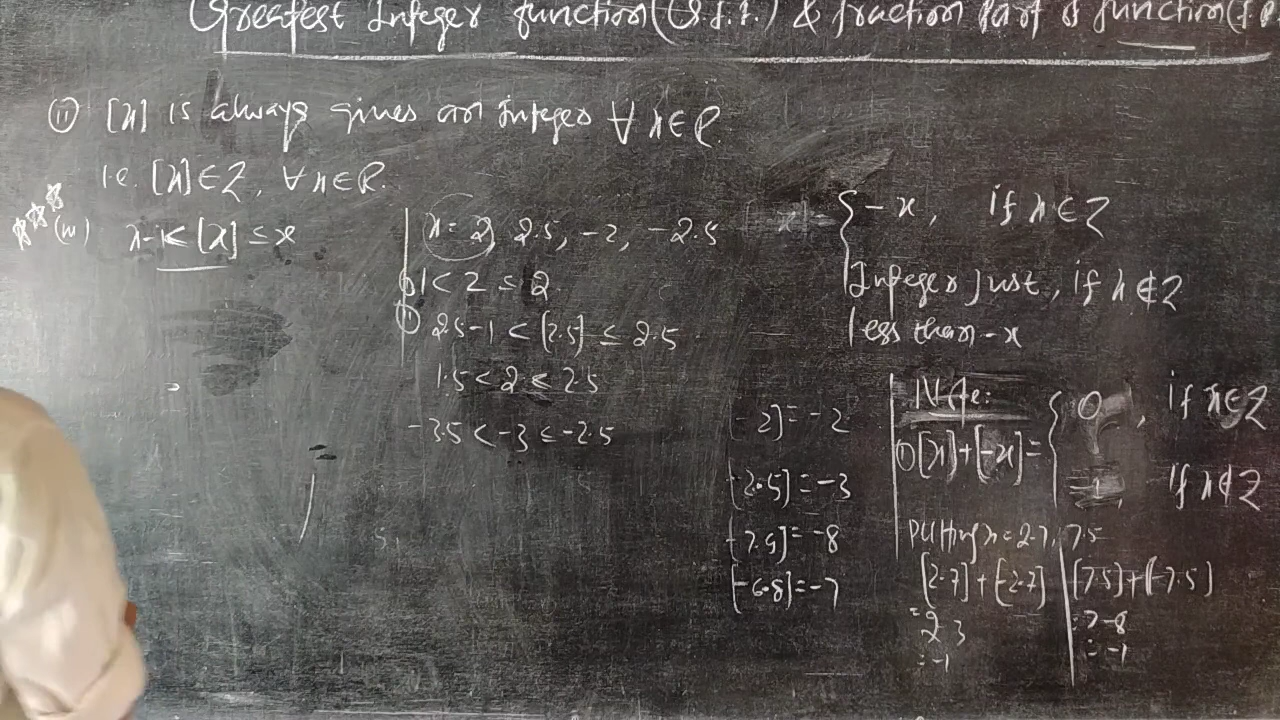 Greatest Integer function(G.I.F.) & fraction Part of function(F.P
(ii) [x] is always gives an integer ∀ x∈R.
i.e. [x]∈Z, ∀ x∈R.
x-1<[x]≤x
x=2, 2.5, -2, -2.5
1<2≤2
(ii) 2.5-1<[2.5]≤2.5
1.5<2≤2.5
-3.5<-3≤-2.5
-x, if x∈Z
Integer Just, if x∉Z
less than -x
[-2]=-2
[-2.5]=-3
[-7.5]=-8
[-6.8]=-7
Note:
(i) [x]+[-x]= { 0, if x∈Z
-1, if x∉Z
Putting x=2.7, 7.5
[2.7]+[-2.7]
=2-3
=-1
[7.5]+[-7.5]
=7-8
=-1